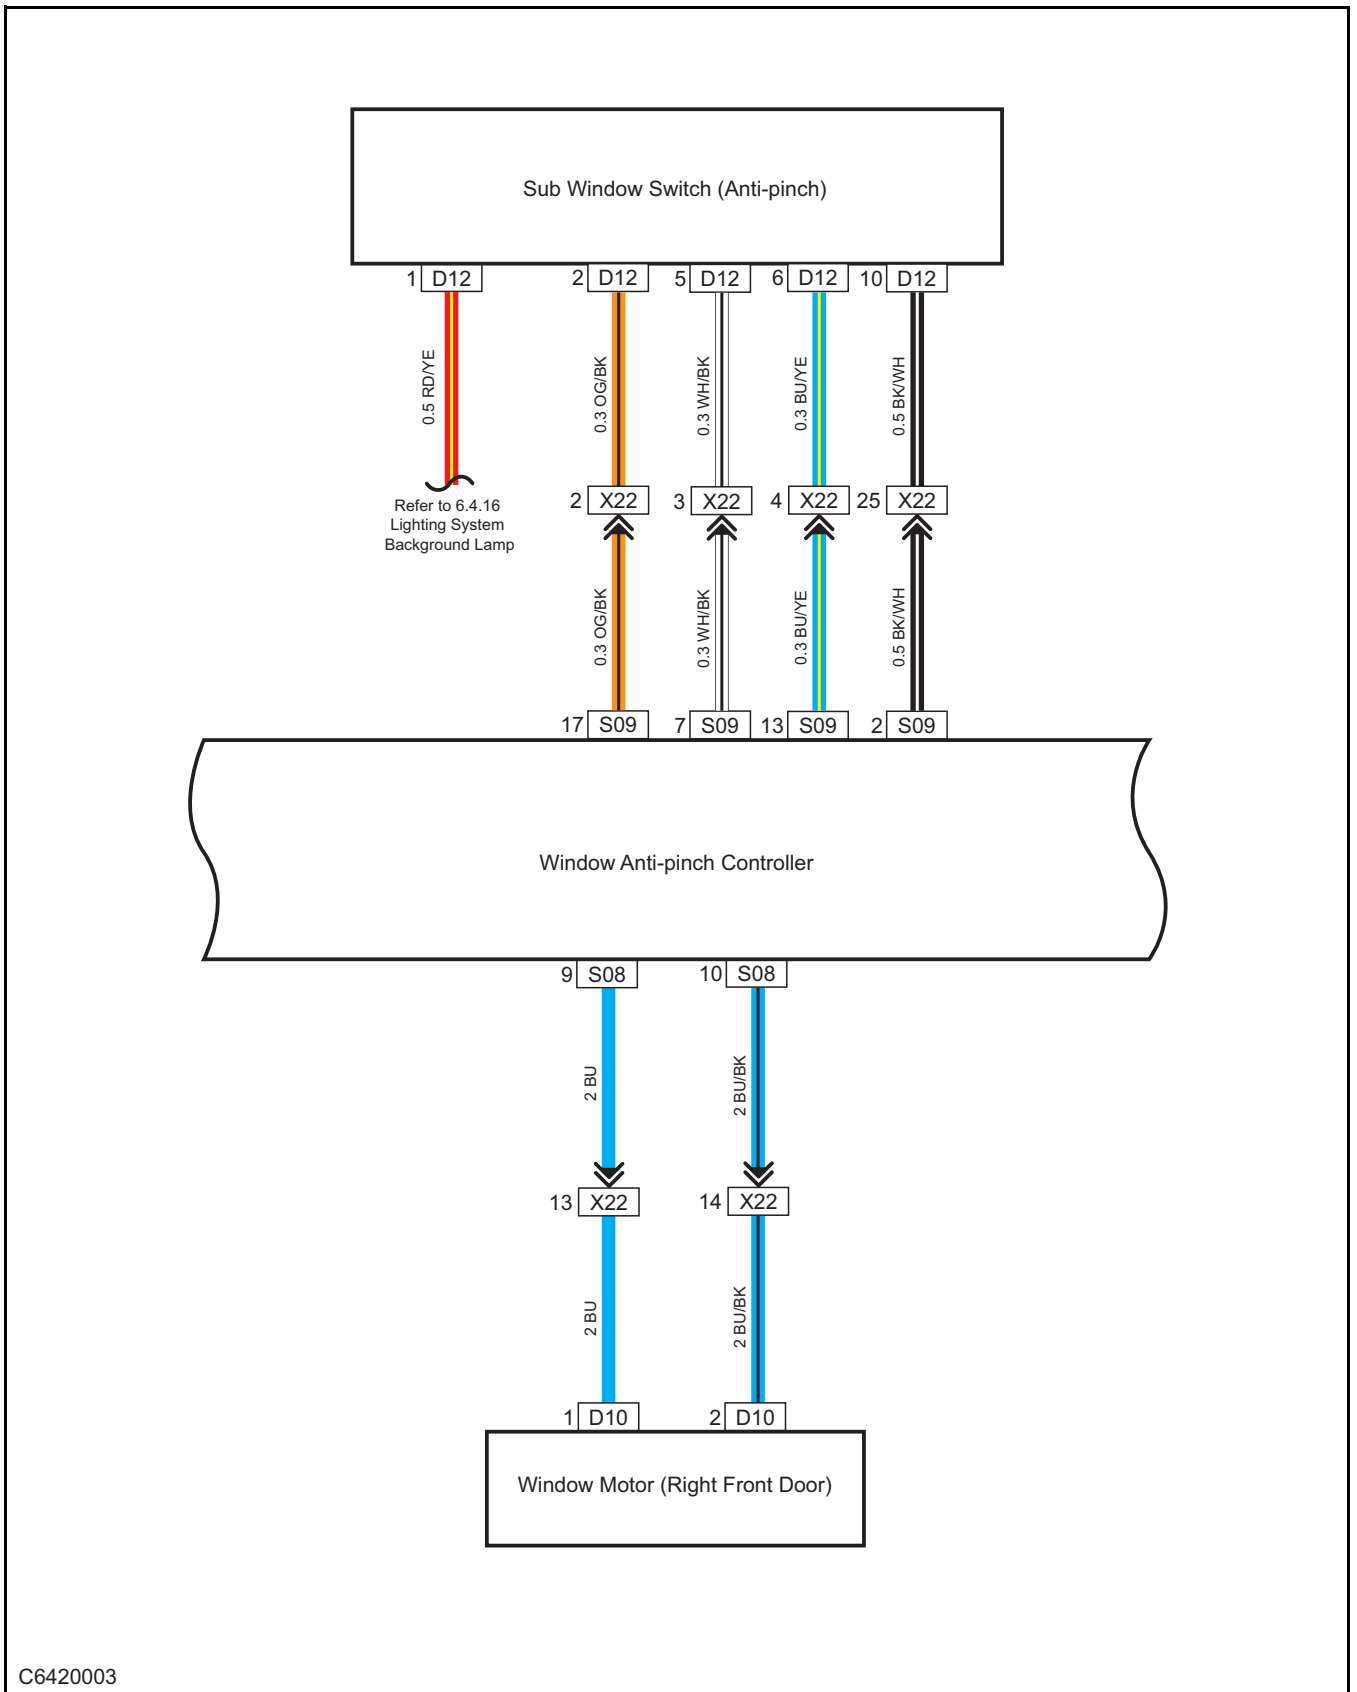 Sub Window Switch (Anti-pinch)
1 D12
2 D12
5 D12
6 D12
10 D12
0.5 RD/YE
0.3 OG/BK
0.3 WH/BK
0.3 BU/YE
0.5 BK/WH
Refer to 6.4.16
Lighting System
Background Lamp
2 X22
3 X22
4 X22
25 X22
0.3 OG/BK
0.3 WH/BK
0.3 BU/YE
0.5 BK/WH
17 S09
7 S09
13 S09
2 S09
Window Anti-pinch Controller
9 S08
10 S08
2 BU
2 BU/BK
13 X22
14 X22
2 BU
2 BU/BK
1 D10
2 D10
Window Motor (Right Front Door)
C6420003